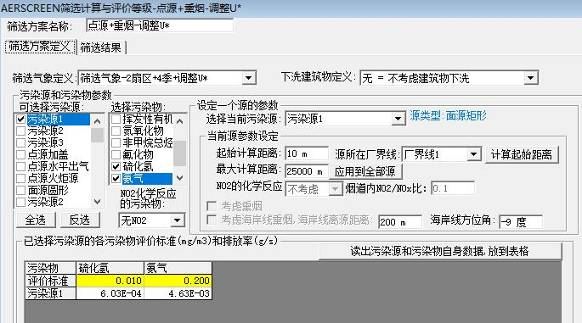 AERSCREEN筛选计算与评价等级-点源+重烟-调整U*
筛选方案名称: 点源+重烟-调整U*
筛选方案定义 筛选结果
筛选气象定义: 筛选气象-2扇区+4季+调整U* 下洗建筑物定义: 无 = 不考虑建筑物下洗
污染源和污染物参数
可选择污染源: 选择污染物: 设定一个源的参数
污染源1 挥发性有机 选择当前污染源: 污染源1 源类型: 面源矩形
污染源2 氮氧化物 当前源参数设定
污染源3 非甲烷总烃 起始计算距离: 10 m 源所在厂界线: 厂界线1 计算起始距离
点源加盖 氟化物
点源水平出气 硫化氢 最大计算距离: 25000 m 应用到全部源
点源火炬源 氨气 NO2的化学反应 不考虑 烟道内NO2/NOx比: 0.1
面源圆形 NO2化学反应 考虑重烟
污染源2 的污染物: 考虑海岸线重烟, 海岸线离源距离: 200 m 海岸线方位角: -9 度
全选 反选 无NO2
已选择污染源的各污染物评价标准(mg/m3)和排放率(g/s) 读出污染源和污染物自身数据,放到表格
污染物 硫化氢 氨气
评价标准 0.010 0.200
污染源1 6.03E-04 4.63E-03